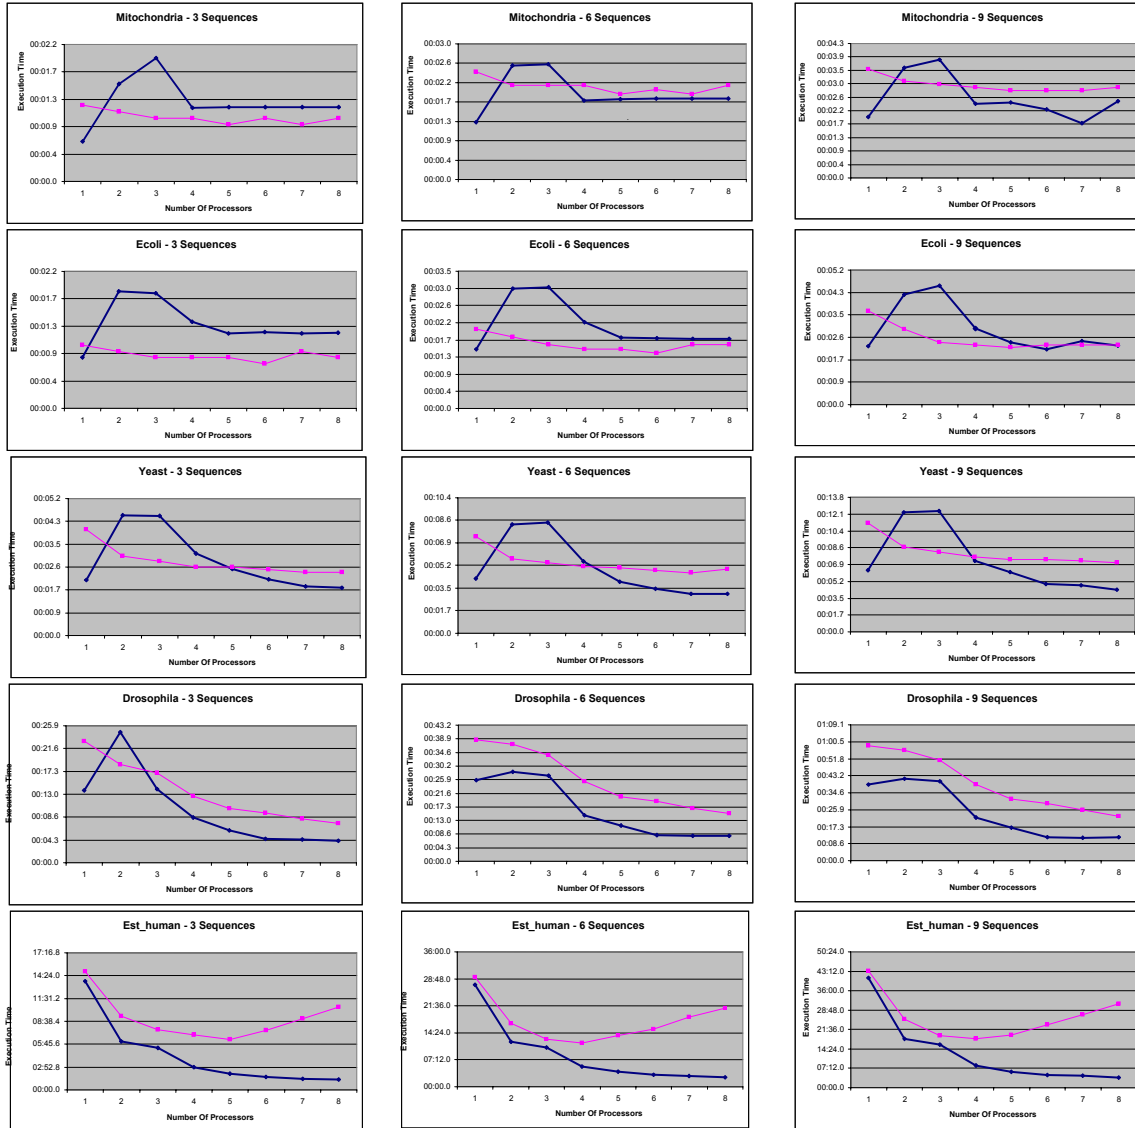 Mitochondria - 3 Sequences
Execution Time
00:02.2
00:01.7
00:01.3
00:00.9
00:00.4
00:00.0
1 2 3 4 5 6 7 8
Number Of Processors
Mitochondria - 6 Sequences
Execution Time
00:03.0
00:02.6
00:02.2
00:01.7
00:01.3
00:00.9
00:00.4
00:00.0
1 2 3 4 5 6 7 8
Number Of Processors
Mitochondria - 9 Sequences
Execution Time
00:04.3
00:03.9
00:03.5
00:03.0
00:02.6
00:02.2
00:01.7
00:01.3
00:00.9
00:00.4
00:00.0
1 2 3 4 5 6 7 8
Number Of Processors
Ecoli - 3 Sequences
Execution Time
00:02.2
00:01.7
00:01.3
00:00.9
00:00.4
00:00.0
1 2 3 4 5 6 7 8
Number Of Processors
Ecoli - 6 Sequences
Execution Time
00:03.5
00:03.0
00:02.6
00:02.2
00:01.7
00:01.3
00:00.9
00:00.4
00:00.0
1 2 3 4 5 6 7 8
Number Of Processors
Ecoli - 9 Sequences
Execution Time
00:05.2
00:04.3
00:03.5
00:02.6
00:01.7
00:00.9
00:00.0
1 2 3 4 5 6 7 8
Number Of Processors
Yeast - 3 Sequences
Execution Time
00:05.2
00:04.3
00:03.5
00:02.6
00:01.7
00:00.9
00:00.0
1 2 3 4 5 6 7 8
Number Of Processors
Yeast - 6 Sequences
Execution Time
00:10.4
00:08.6
00:06.9
00:05.2
00:03.5
00:01.7
00:00.0
1 2 3 4 5 6 7 8
Number Of Processors
Yeast - 9 Sequences
Execution Time
00:13.8
00:12.1
00:10.4
00:08.6
00:06.9
00:05.2
00:03.5
00:01.7
00:00.0
1 2 3 4 5 6 7 8
Number Of Processors
Drosophila - 3 Sequences
Execution Time
00:25.9
00:21.6
00:17.3
00:13.0
00:08.6
00:04.3
00:00.0
1 2 3 4 5 6 7 8
Number Of Processors
Drosophila - 6 Sequences
Execution Time
00:43.2
00:38.9
00:34.6
00:30.2
00:25.9
00:21.6
00:17.3
00:13.0
00:08.6
00:04.3
00:00.0
1 2 3 4 5 6 7 8
Number Of Processors
Drosophila - 9 Sequences
Execution Time
01:09.1
01:00.5
00:51.8
00:43.2
00:34.6
00:25.9
00:17.3
00:08.6
00:00.0
1 2 3 4 5 6 7 8
Number Of Processors
Est_human - 3 Sequences
Execution Time
17:16.8
14:24.0
11:31.2
08:38.4
05:45.6
02:52.8
00:00.0
1 2 3 4 5 6 7 8
Number Of Processors
Est_human - 6 Sequences
Execution Time
36:00.0
28:48.0
21:36.0
14:24.0
07:12.0
00:00.0
1 2 3 4 5 6 7 8
Number Of Processors
Est_human - 9 Sequences
Execution Time
50:24.0
43:12.0
36:00.0
28:48.0
21:36.0
14:24.0
07:12.0
00:00.0
1 2 3 4 5 6 7 8
Number Of Processors